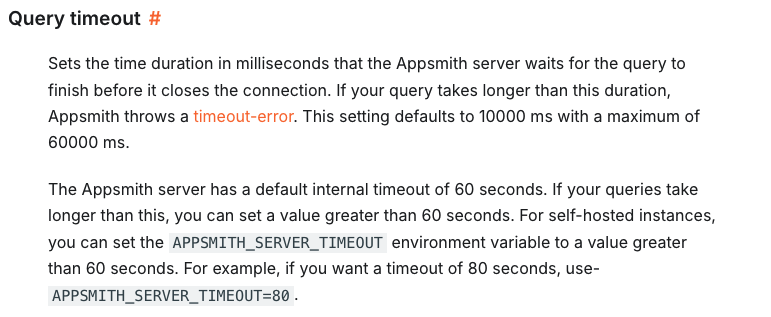 Query timeout #
Sets the time duration in milliseconds that the Appsmith server waits for the query to
finish before it closes the connection. If your query takes longer than this duration,
Appsmith throws a timeout-error. This setting defaults to 10000 ms with a maximum of
60000 ms.
The Appsmith server has a default internal timeout of 60 seconds. If your queries take
longer than this, you can set a value greater than 60 seconds. For self-hosted instances,
you can set the APPSMITH_SERVER_TIMEOUT environment variable to a value greater
than 60 seconds. For example, if you want a timeout of 80 seconds, use-
APPSMITH_SERVER_TIMEOUT=80.